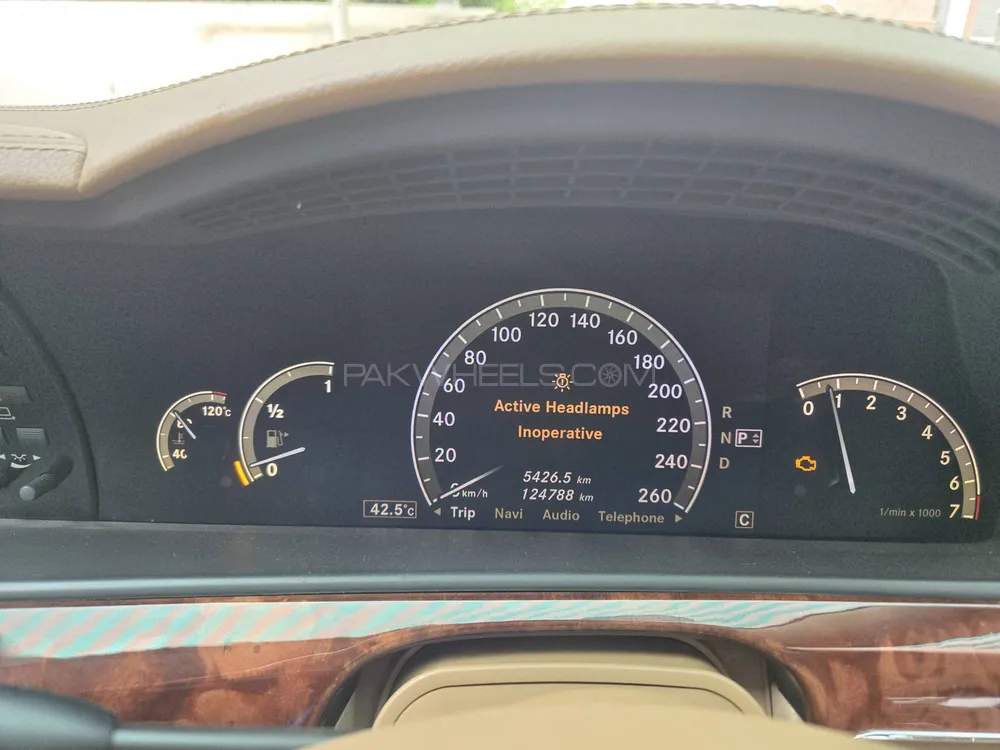 PAKWHEELS.COM
120°C
80
40
1
½
0
0 20 40 60 80 100 120 140 160 180 200 220 240 260
km/h
Active Headlamps
Inoperative
5426.5 km
124788 km
Trip Navi Audio Telephone
42.5°C
R
N P
D
C
0 1 2 3 4 5 6 7
1/min x 1000